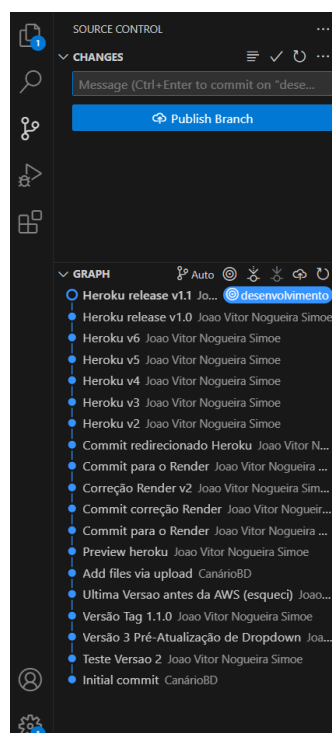 SOURCE CONTROL
CHANGES
Message (Ctrl+Enter to commit on "dese...
Publish Branch
GRAPH Auto
Heroku release v1.1 Jo... desenvolvimento
Heroku release v1.0 Joao Vitor Nogueira Simoe
Heroku v6 Joao Vitor Nogueira Simoe
Heroku v5 Joao Vitor Nogueira Simoe
Heroku v4 Joao Vitor Nogueira Simoe
Heroku v3 Joao Vitor Nogueira Simoe
Heroku v2 Joao Vitor Nogueira Simoe
Commit redirecionado Heroku Joao Vitor N...
Commit para o Render Joao Vitor Nogueira ...
Correção Render v2 Joao Vitor Nogueira Sim...
Commit correção Render Joao Vitor Nogueir...
Commit para o Render Joao Vitor Nogueira ...
Preview heroku Joao Vitor Nogueira Simoe
Add files via upload CanárioBD
Ultima Versao antes da AWS (esqueci) Joao...
Versão Tag 1.1.0 Joao Vitor Nogueira Simoe
Versão 3 Pré-Atualização de Dropdown Joa...
Teste Versao 2 Joao Vitor Nogueira Simoe
Initial commit CanárioBD
1